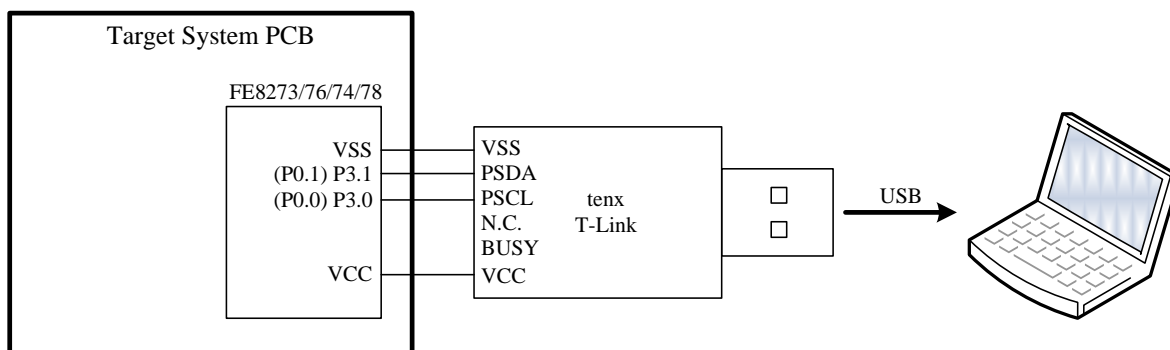 Target System PCB
FE8273/76/74/78
VSS
(P0.1) P3.1
(P0.0) P3.0
VCC
VSS
PSDA
PSCL
N.C.
BUSY
VCC
tenx
T-Link
USB